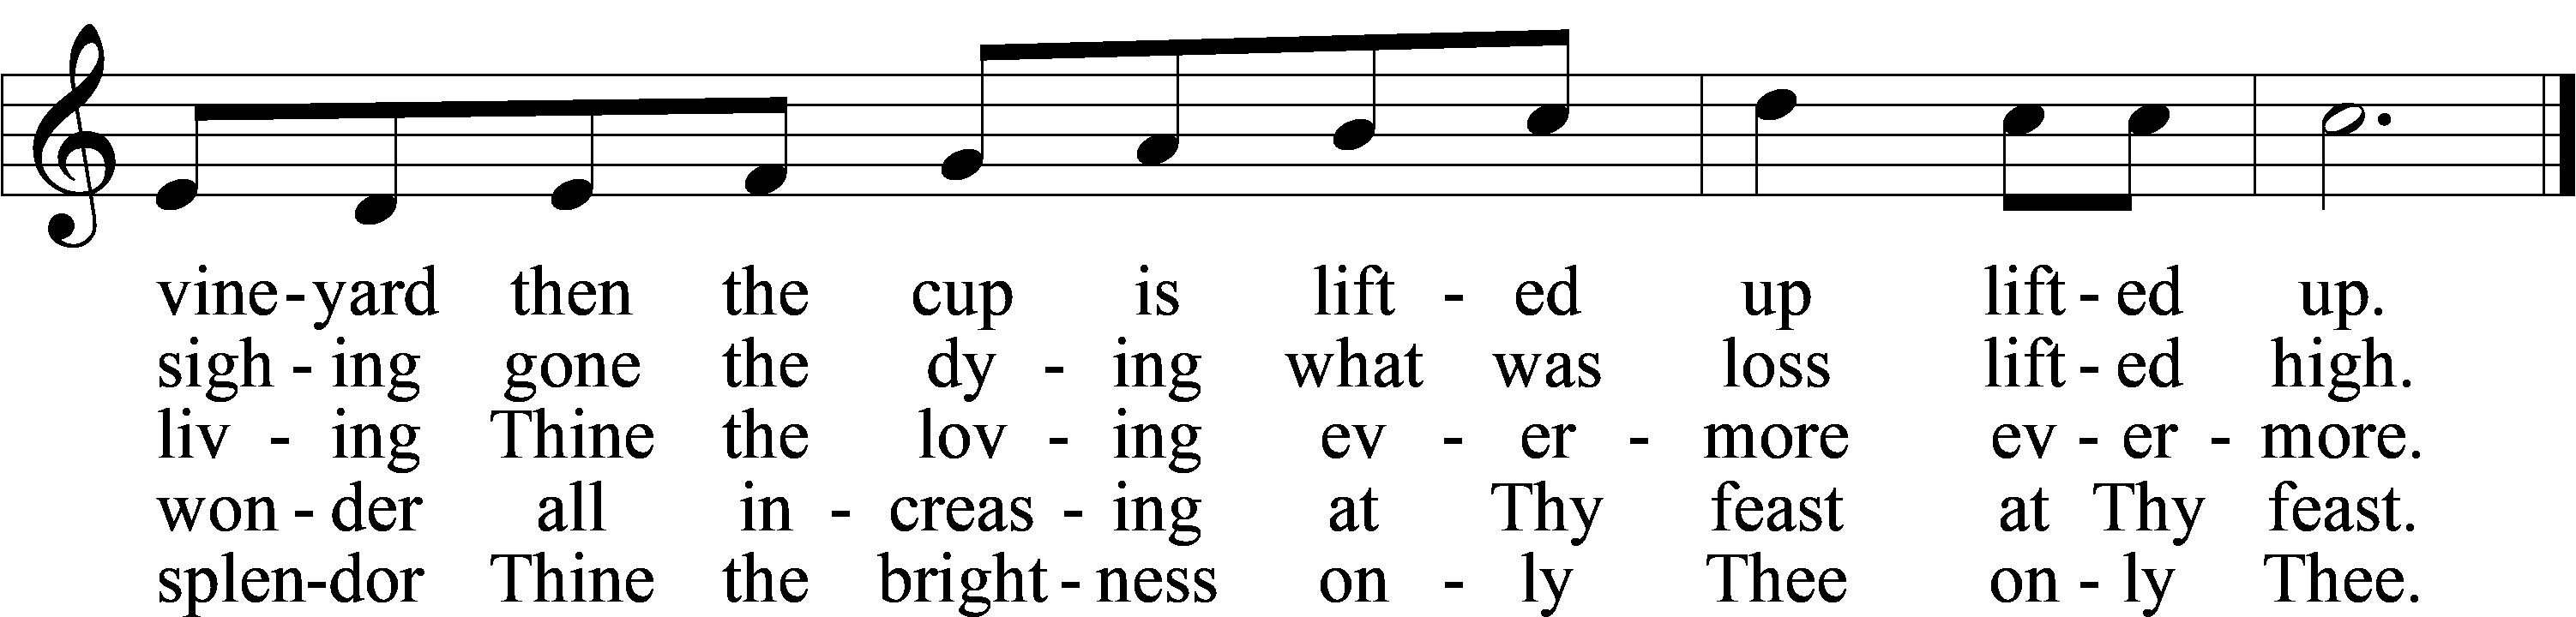 vine-yard then the cup is lift - ed up lift - ed up.
sigh - ing gone the dy - ing what was loss lift - ed high.
liv - ing Thine the lov - ing ev - er - more ev - er - more.
won - der all in - creas - ing at Thy feast at Thy feast.
splen-dor Thine the bright - ness on - ly Thee on - ly Thee.